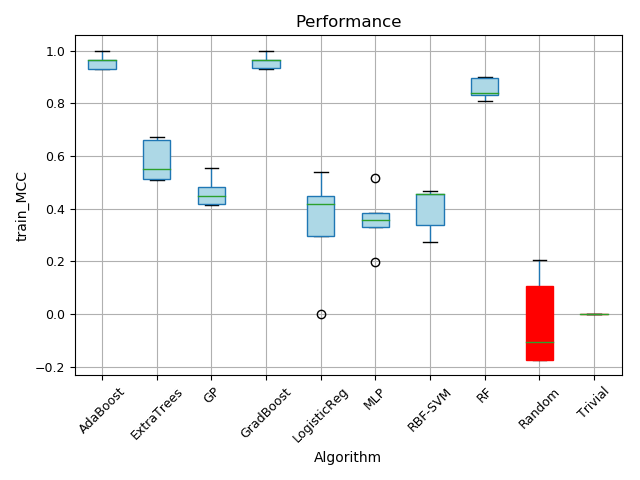 Performance
train_MCC
1.0
0.8
0.6
0.4
0.2
0.0
−0.2
AdaBoost
ExtraTrees
GP
GradBoost
LogisticReg
MLP
RBF-SVM
RF
Random
Trivial
Algorithm